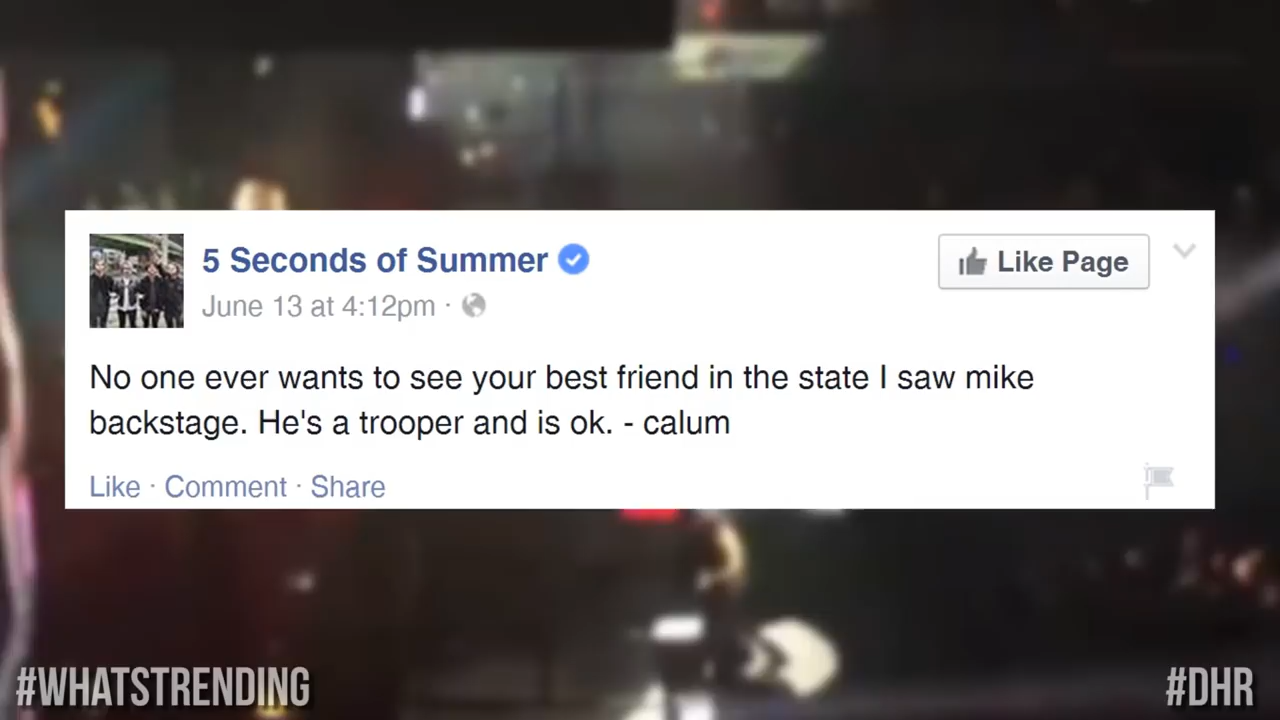 5 Seconds of Summer
Like Page
June 13 at 4:12pm ·
No one ever wants to see your best friend in the state I saw mike
backstage. He's a trooper and is ok. - calum
Like · Comment · Share
#WHATSTRENDING
#DHR